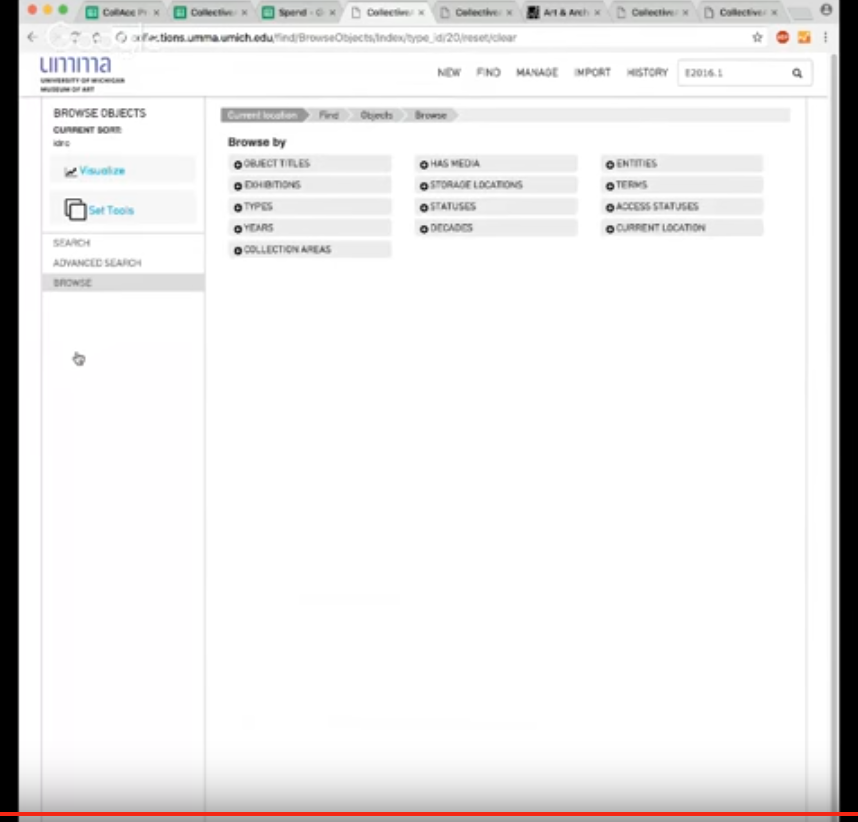 CollAcc Pr
Collective
Spend - G
Collective
Collective
Art & Arch
Collective
Collective
collections.umma.umich.edu/find/BrowseObjects/Index/type_id/20/reset/clear
umma
UNIVERSITY OF MICHIGAN
MUSEUM OF ART
NEW FIND MANAGE IMPORT HISTORY E2016.1
BROWSE OBJECTS
CURRENT SORT:
idno
Visualize
Set Tools
SEARCH
ADVANCED SEARCH
BROWSE
Current location Find Objects Browse
Browse by
OBJECT TITLES HAS MEDIA ENTITIES
EXHIBITIONS STORAGE LOCATIONS TERMS
TYPES STATUSES ACCESS STATUSES
YEARS DECADES CURRENT LOCATION
COLLECTION AREAS